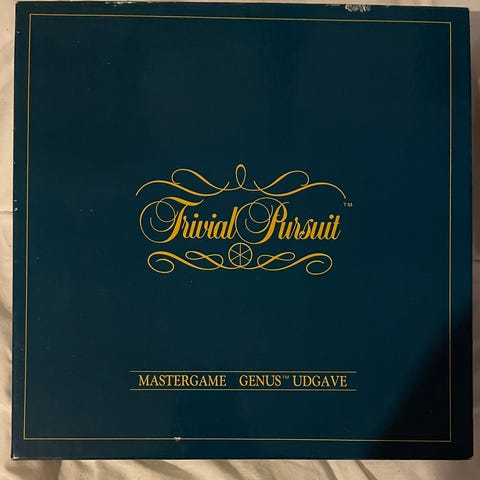 Trivial Pursuit™
MASTERGAME GENUS™ UDGAVE